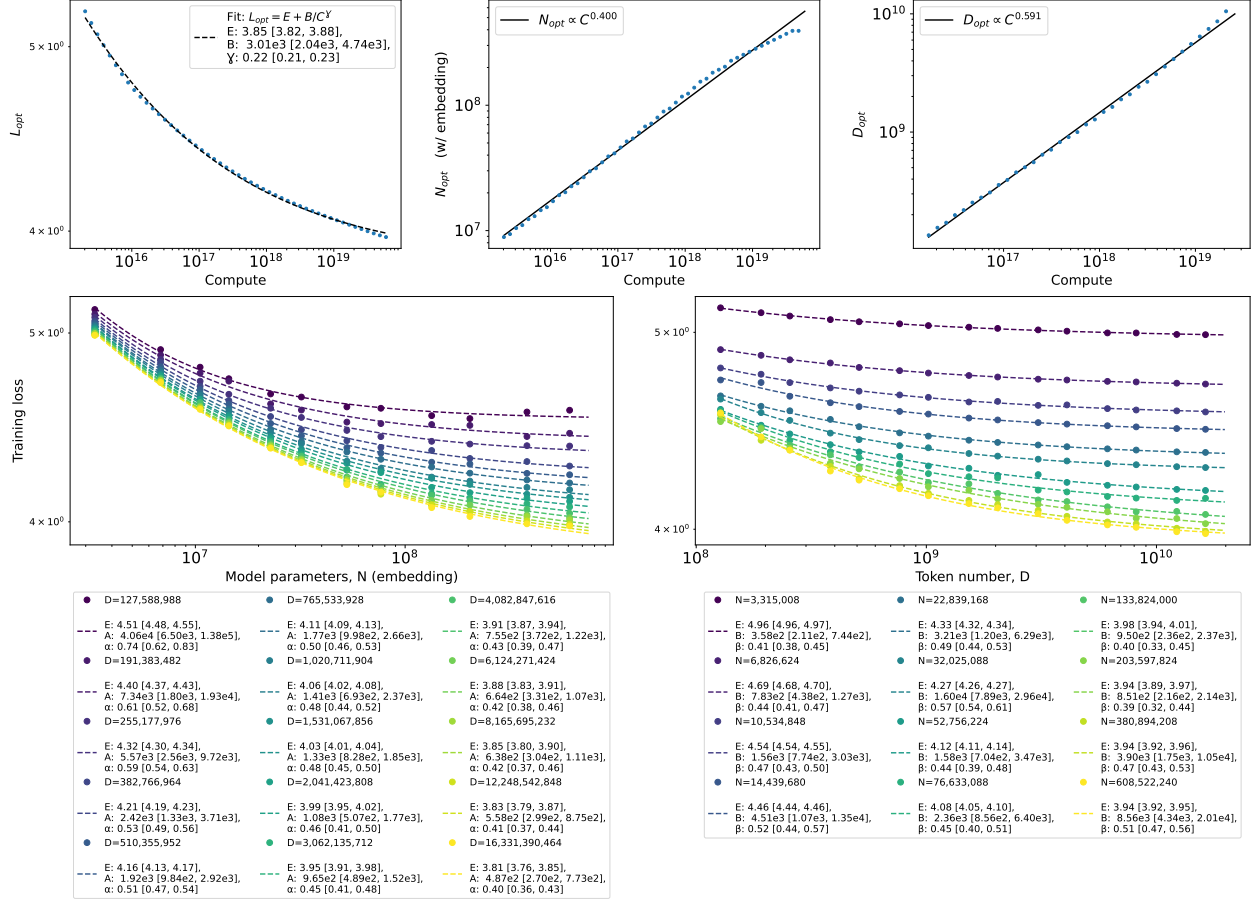 Fit: L_opt = E + B/C^γ
E: 3.85 [3.82, 3.88],
B: 3.01e3 [2.04e3, 4.74e3],
Ɣ: 0.22 [0.21, 0.23]
5 × 10⁰
4 × 10⁰
L_opt
10¹⁶ 10¹⁷ 10¹⁸ 10¹⁹
Compute
N_opt ∝ C^0.400
10⁸
10⁷
N_opt (w/ embedding)
10¹⁶ 10¹⁷ 10¹⁸ 10¹⁹
Compute
D_opt ∝ C^0.591
10¹⁰
10⁹
D_opt
10¹⁷ 10¹⁸ 10¹⁹
Compute
5 × 10⁰
4 × 10⁰
Training loss
10⁷ 10⁸
Model parameters, N (embedding)
5 × 10⁰
4 × 10⁰
10⁸ 10⁹ 10¹⁰
Token number, D
D=127,588,988
E: 4.51 [4.48, 4.55],
A: 4.06e4 [6.50e3, 1.38e5],
α: 0.74 [0.62, 0.83]
D=191,383,482
E: 4.40 [4.37, 4.43],
A: 7.34e3 [1.80e3, 1.93e4],
α: 0.61 [0.52, 0.68]
D=255,177,976
E: 4.32 [4.30, 4.34],
A: 5.57e3 [2.56e3, 9.72e3],
α: 0.59 [0.54, 0.63]
D=382,766,964
E: 4.21 [4.19, 4.23],
A: 2.42e3 [1.33e3, 3.71e3],
α: 0.53 [0.49, 0.56]
D=510,355,952
E: 4.16 [4.13, 4.17],
A: 1.92e3 [9.84e2, 2.92e3],
α: 0.51 [0.47, 0.54]
D=765,533,928
E: 4.11 [4.09, 4.13],
A: 1.77e3 [9.98e2, 2.66e3],
α: 0.50 [0.46, 0.53]
D=1,020,711,904
E: 4.06 [4.02, 4.08],
A: 1.41e3 [6.93e2, 2.37e3],
α: 0.48 [0.44, 0.52]
D=1,531,067,856
E: 4.03 [4.01, 4.04],
A: 1.33e3 [8.28e2, 1.85e3],
α: 0.48 [0.45, 0.50]
D=2,041,423,808
E: 3.99 [3.95, 4.02],
A: 1.08e3 [5.07e2, 1.77e3],
α: 0.46 [0.41, 0.50]
D=3,062,135,712
E: 3.95 [3.91, 3.98],
A: 9.65e2 [4.89e2, 1.52e3],
α: 0.45 [0.41, 0.48]
D=4,082,847,616
E: 3.91 [3.87, 3.94],
A: 7.55e2 [3.72e2, 1.22e3],
α: 0.43 [0.39, 0.47]
D=6,124,271,424
E: 3.88 [3.83, 3.91],
A: 6.64e2 [3.31e2, 1.07e3],
α: 0.42 [0.38, 0.46]
D=8,165,695,232
E: 3.85 [3.80, 3.90],
A: 6.38e2 [3.04e2, 1.11e3],
α: 0.42 [0.37, 0.46]
D=12,248,542,848
E: 3.83 [3.79, 3.87],
A: 5.58e2 [2.99e2, 8.75e2],
α: 0.41 [0.37, 0.44]
D=16,331,390,464
E: 3.81 [3.76, 3.85],
A: 4.87e2 [2.70e2, 7.73e2],
α: 0.40 [0.36, 0.43]
N=3,315,008
E: 4.96 [4.96, 4.97],
B: 3.58e2 [2.11e2, 7.44e2],
β: 0.41 [0.38, 0.45]
N=6,826,624
E: 4.69 [4.68, 4.70],
B: 7.83e2 [4.38e2, 1.27e3],
β: 0.44 [0.41, 0.47]
N=10,534,848
E: 4.54 [4.54, 4.55],
B: 1.56e3 [7.74e2, 3.03e3],
β: 0.47 [0.43, 0.50]
N=14,439,680
E: 4.46 [4.44, 4.46],
B: 4.51e3 [1.07e3, 1.35e4],
β: 0.52 [0.44, 0.57]
N=22,839,168
E: 4.33 [4.32, 4.34],
B: 3.21e3 [1.20e3, 6.29e3],
β: 0.49 [0.44, 0.53]
N=32,025,088
E: 4.27 [4.26, 4.27],
B: 1.60e4 [7.89e3, 2.96e4],
β: 0.57 [0.54, 0.61]
N=52,756,224
E: 4.12 [4.11, 4.14],
B: 1.58e3 [7.04e2, 3.47e3],
β: 0.44 [0.39, 0.48]
N=76,633,088
E: 4.08 [4.05, 4.10],
B: 2.36e3 [8.56e2, 6.40e3],
β: 0.45 [0.40, 0.51]
N=133,824,000
E: 3.98 [3.94, 4.01],
B: 9.50e2 [2.36e2, 2.37e3],
β: 0.40 [0.33, 0.45]
N=203,597,824
E: 3.94 [3.89, 3.97],
B: 8.51e2 [2.16e2, 2.14e3],
β: 0.39 [0.32, 0.44]
N=380,894,208
E: 3.94 [3.92, 3.96],
B: 3.90e3 [1.75e3, 1.05e4],
β: 0.47 [0.43, 0.53]
N=608,522,240
E: 3.94 [3.92, 3.95],
B: 8.56e3 [4.34e3, 2.01e4],
β: 0.51 [0.47, 0.56]